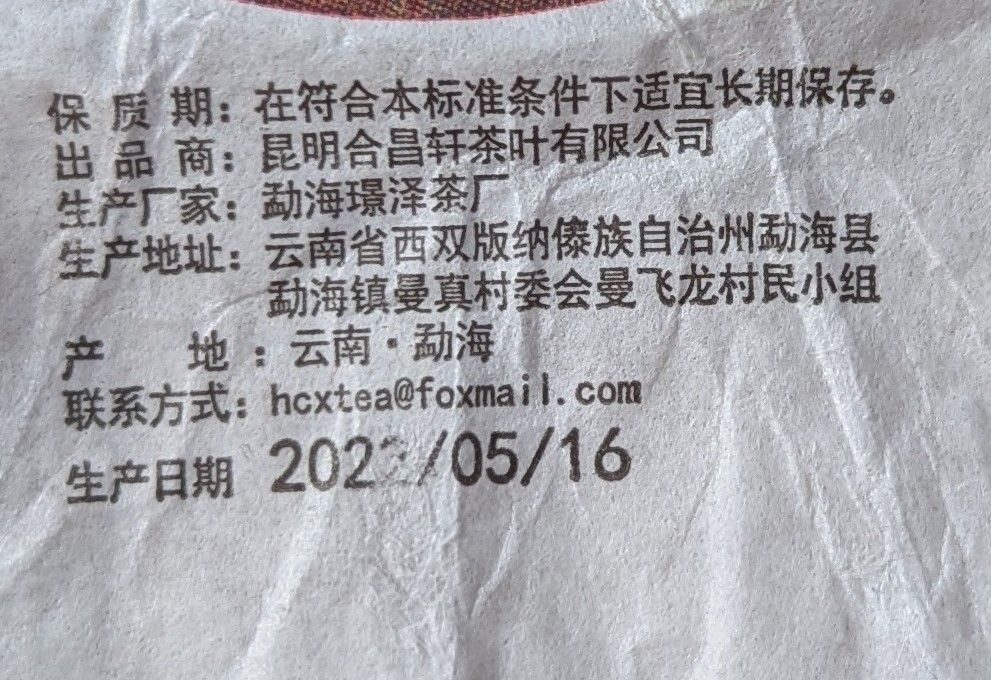 保 质 期：在符合本标准条件下适宜长期保存。
出 品 商：昆明合昌轩茶叶有限公司
生产厂家：勐海璟泽茶厂
生产地址：云南省西双版纳傣族自治州勐海县
勐海镇曼真村委会曼飞龙村民小组
产 地：云南·勐海
联系方式：hcxtea@foxmail.com
生产日期 2022/05/16